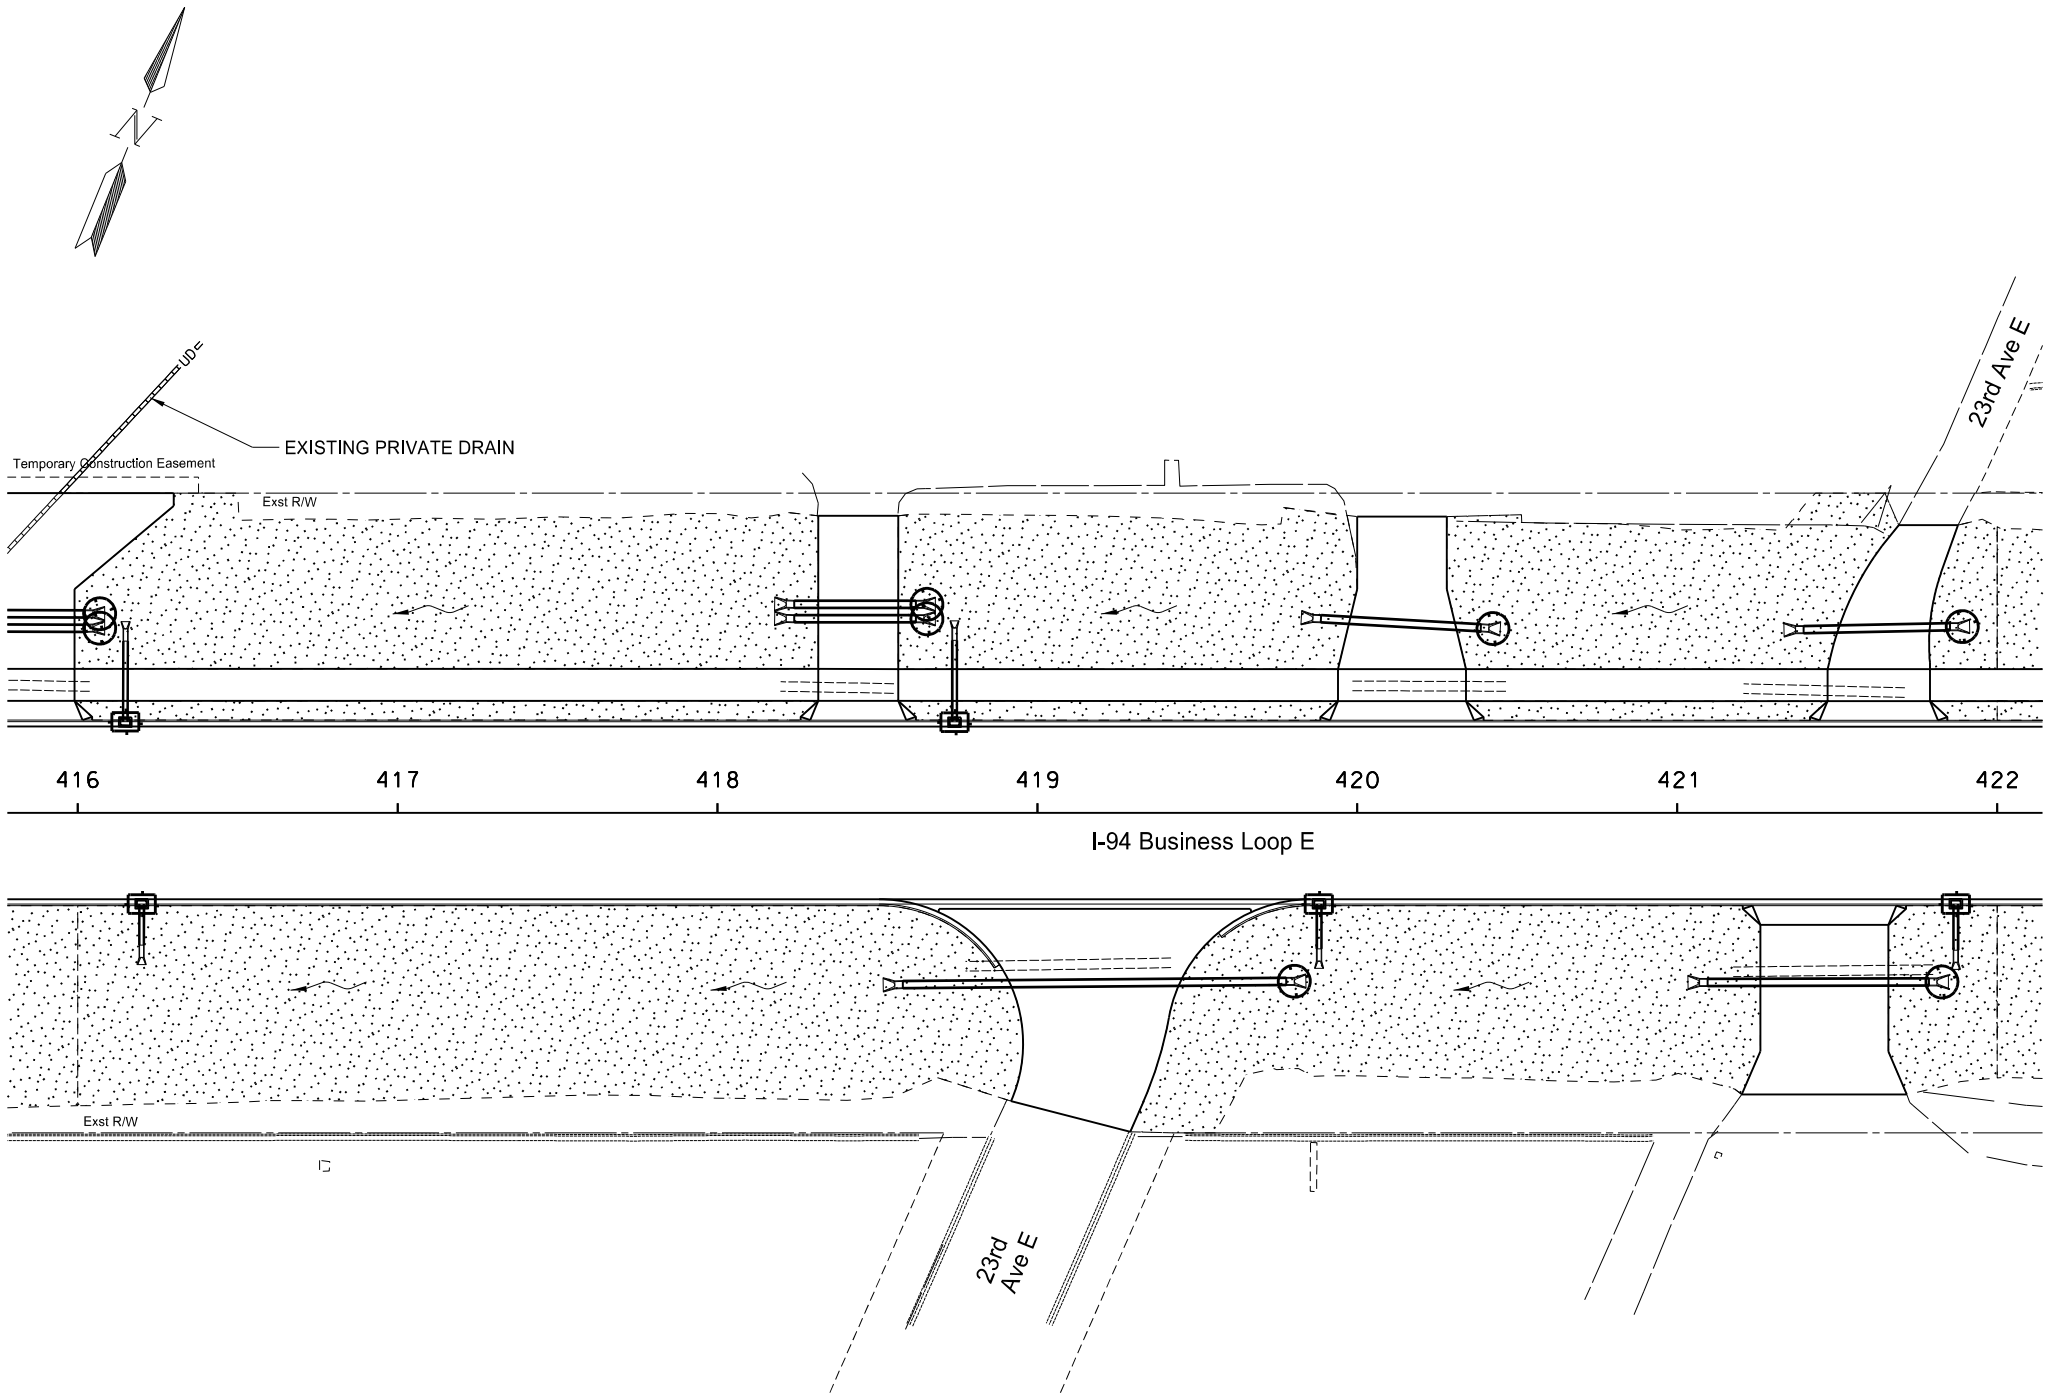 N
23rd Ave E
UD
EXISTING PRIVATE DRAIN
Temporary Construction Easement
Exst R/W
416 417 418 419 420 421 422
I-94 Business Loop E
Exst R/W
23rd
Ave E